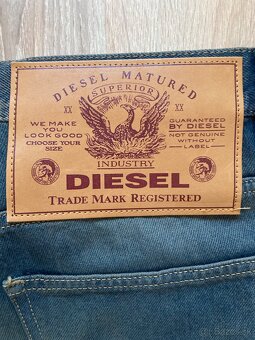 DIESEL MATURED
SUPERIOR
XX
XX
WE MAKE
YOU
LOOK GOOD
CHOOSE YOUR
SIZE
GUARANTEED
BY DIESEL
NOT GENUINE
WITHOUT
LABEL
INDUSTRY
DIESEL
TRADE MARK REGISTERED